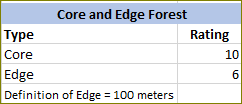 Core and Edge Forest
Type Rating
Core 10
Edge 6
Definition of Edge = 100 meters